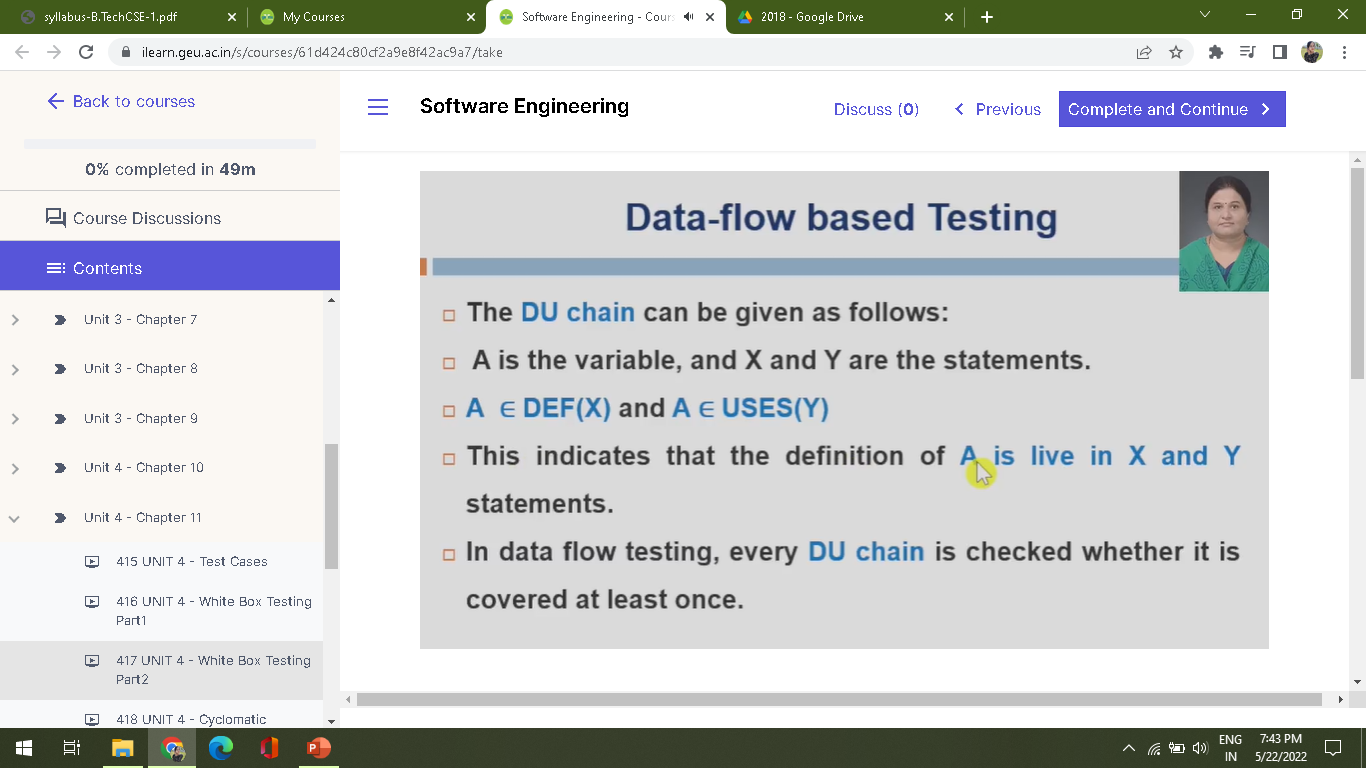 syllabus-B.TechCSE-1.pdf
My Courses
Software Engineering - Cour
2018 - Google Drive
ilearn.geu.ac.in/s/courses/61d424c80cf2a9e8f42ac9a7/take
Back to courses
0% completed in 49m
Course Discussions
Contents
Unit 3 - Chapter 7
Unit 3 - Chapter 8
Unit 3 - Chapter 9
Unit 4 - Chapter 10
Unit 4 - Chapter 11
415 UNIT 4 - Test Cases
416 UNIT 4 - White Box Testing
Part1
417 UNIT 4 - White Box Testing
Part2
418 UNIT 4 - Cyclomatic
Software Engineering
Discuss (0)
Previous
Complete and Continue
Data-flow based Testing
The DU chain can be given as follows:
A is the variable, and X and Y are the statements.
A ∈ DEF(X) and A ∈ USES(Y)
This indicates that the definition of A is live in X and Y
statements.
In data flow testing, every DU chain is checked whether it is
covered at least once.
ENG
IN
7:43 PM
5/22/2022